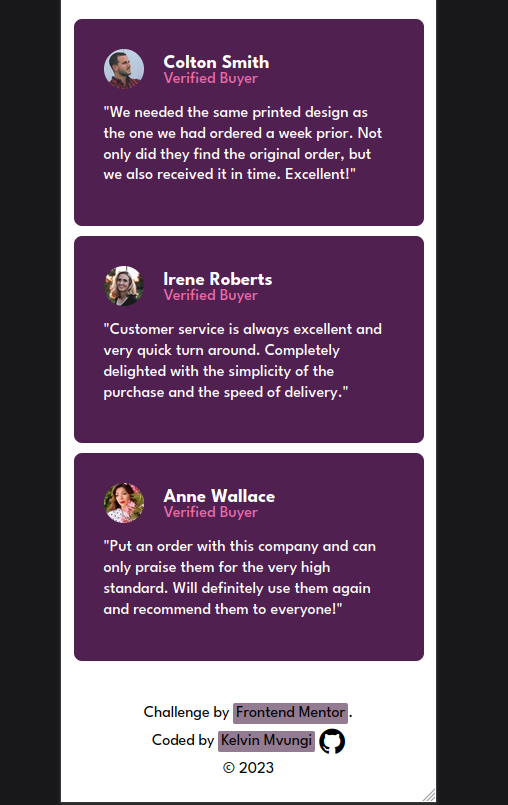 Colton Smith
Verified Buyer
"We needed the same printed design as
the one we had ordered a week prior. Not
only did they find the original order, but
we also received it in time. Excellent!"
Irene Roberts
Verified Buyer
"Customer service is always excellent and
very quick turn around. Completely
delighted with the simplicity of the
purchase and the speed of delivery."
Anne Wallace
Verified Buyer
"Put an order with this company and can
only praise them for the very high
standard. Will definitely use them again
and recommend them to everyone!"
Challenge by Frontend Mentor.
Coded by Kelvin Mvungi
© 2023